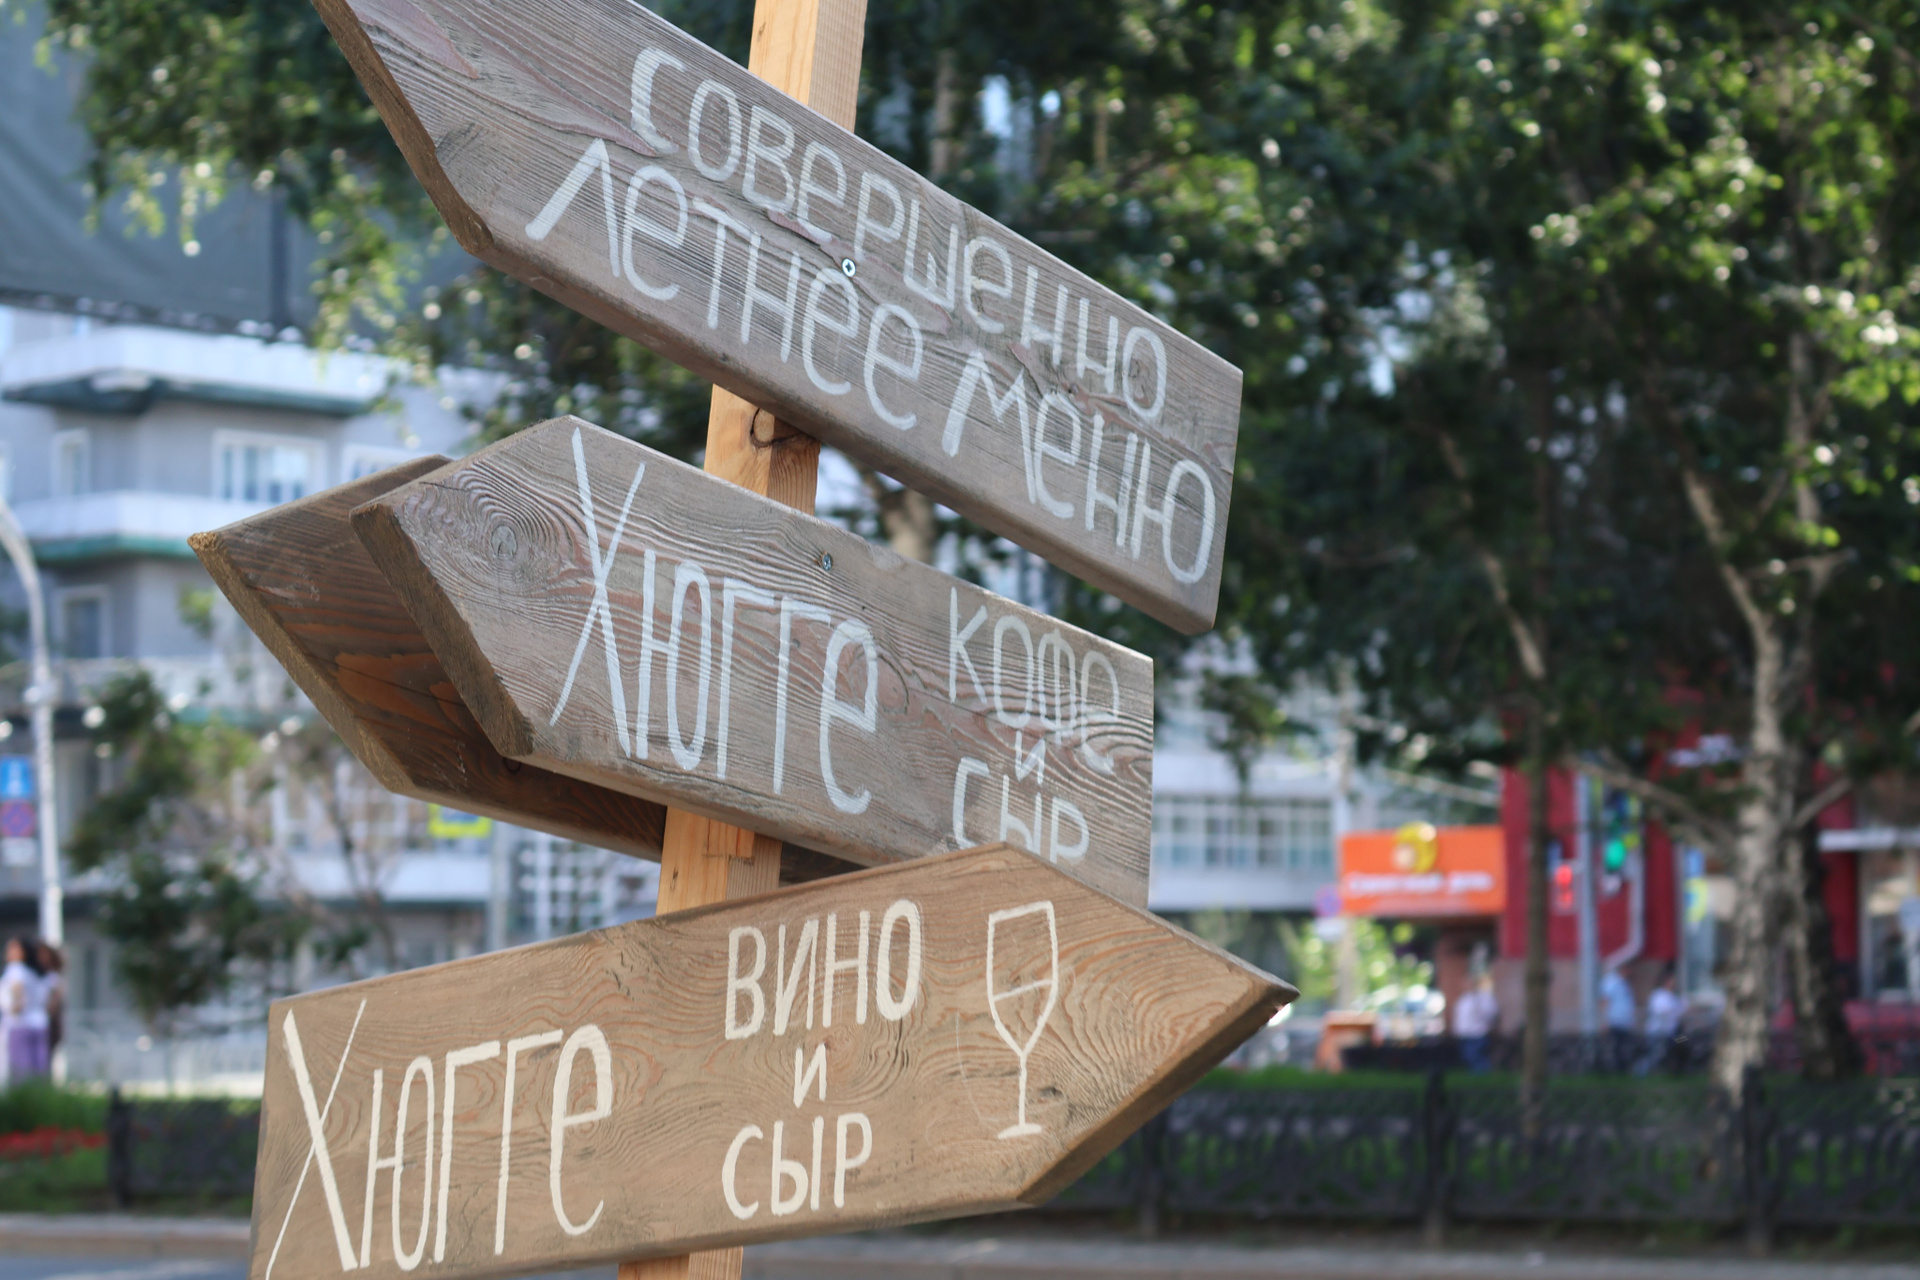 совершенно
летнее меню
Хюгге
кофе
и
сыр
Хюгге
вино
и
сыр